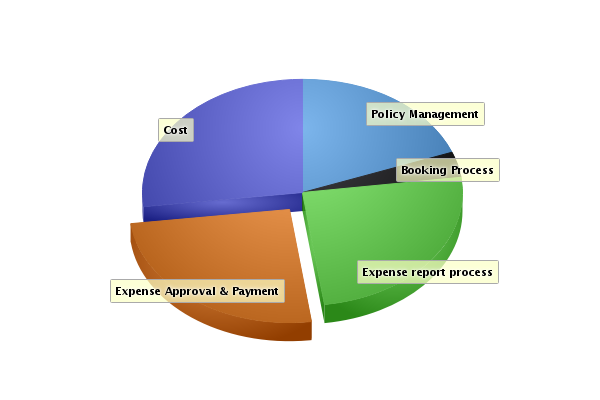 Policy Management
Cost
Booking Process
Expense report process
Expense Approval & Payment